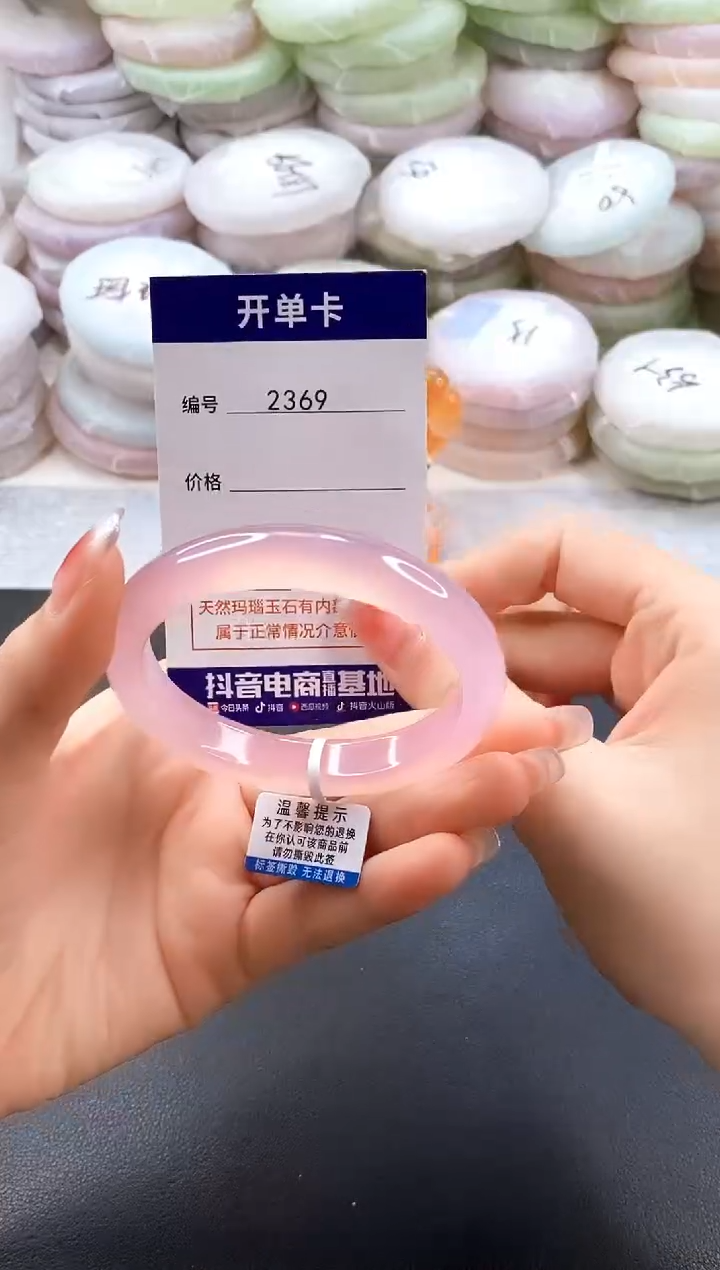 开单卡
编号 2369
价格
天然玛瑙玉石有内
属于正常情况介意
抖音电商直播基地
今日头条 抖音 西瓜视频 抖音火山版
温馨提示
为了不影响您的退换
在你认可该商品前
请勿撕毁此签
标签撕毁 无法退换